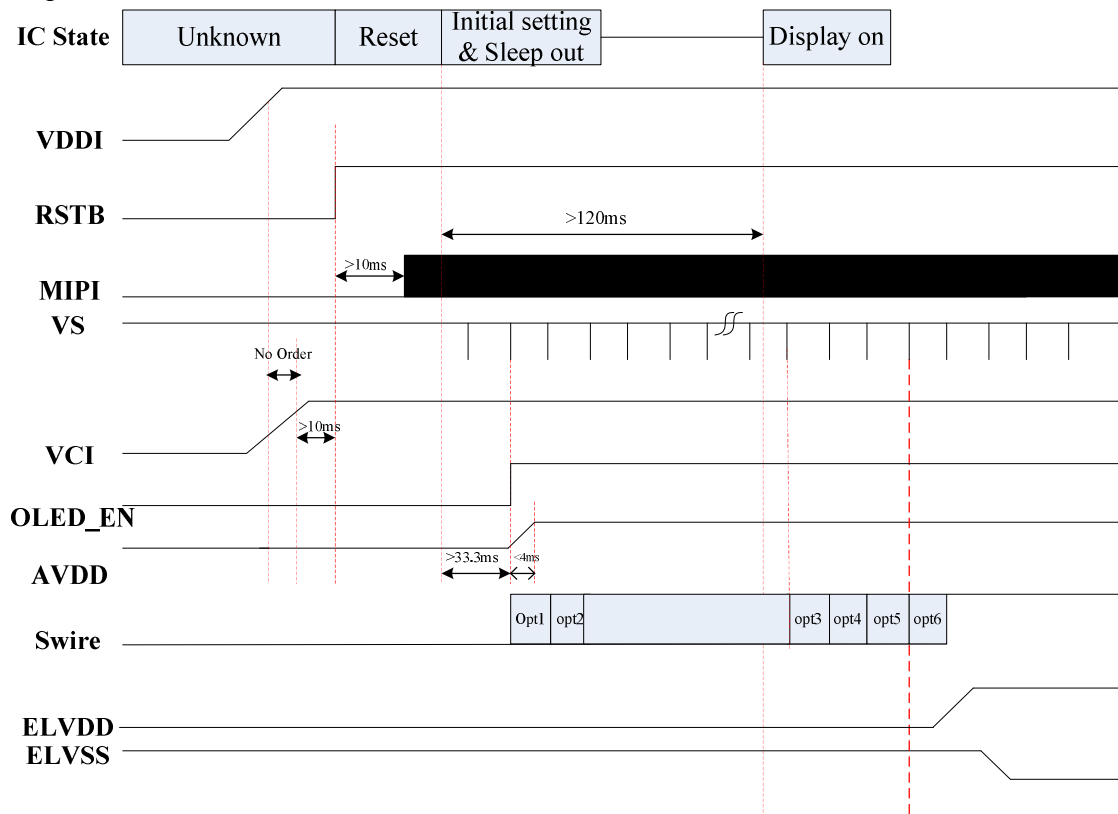 IC State
Unknown
Reset
Initial setting
& Sleep out
Display on
VDDI
RSTB
>120ms
>10ms
MIPI
VS
No Order
>10ms
VCI
OLED_EN
>33.3ms
<4ms
AVDD
Opt1
opt2
opt3
opt4
opt5
opt6
Swire
ELVDD
ELVSS